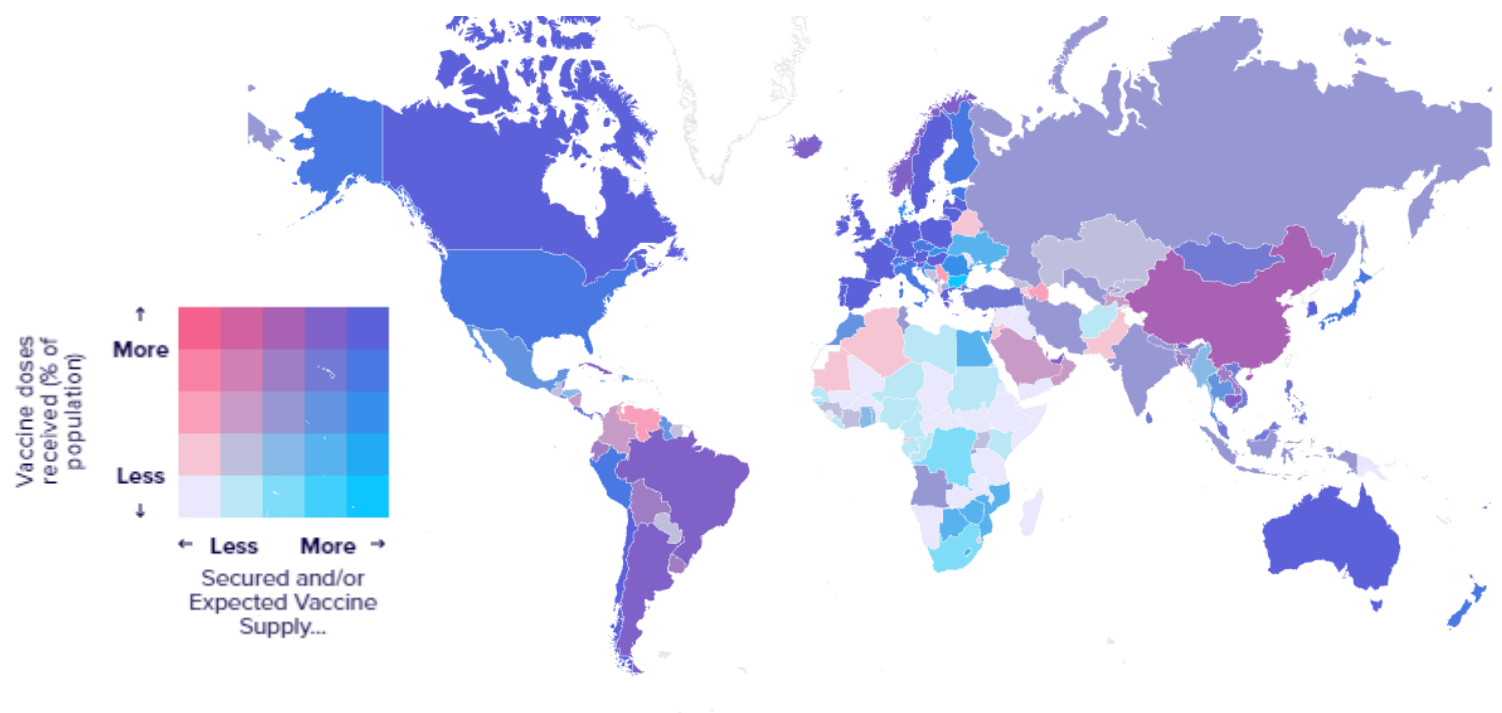 ↑
More
Vaccine doses
received (% of
population)
Less
↓
← Less More →
Secured and/or
Expected Vaccine
Supply...